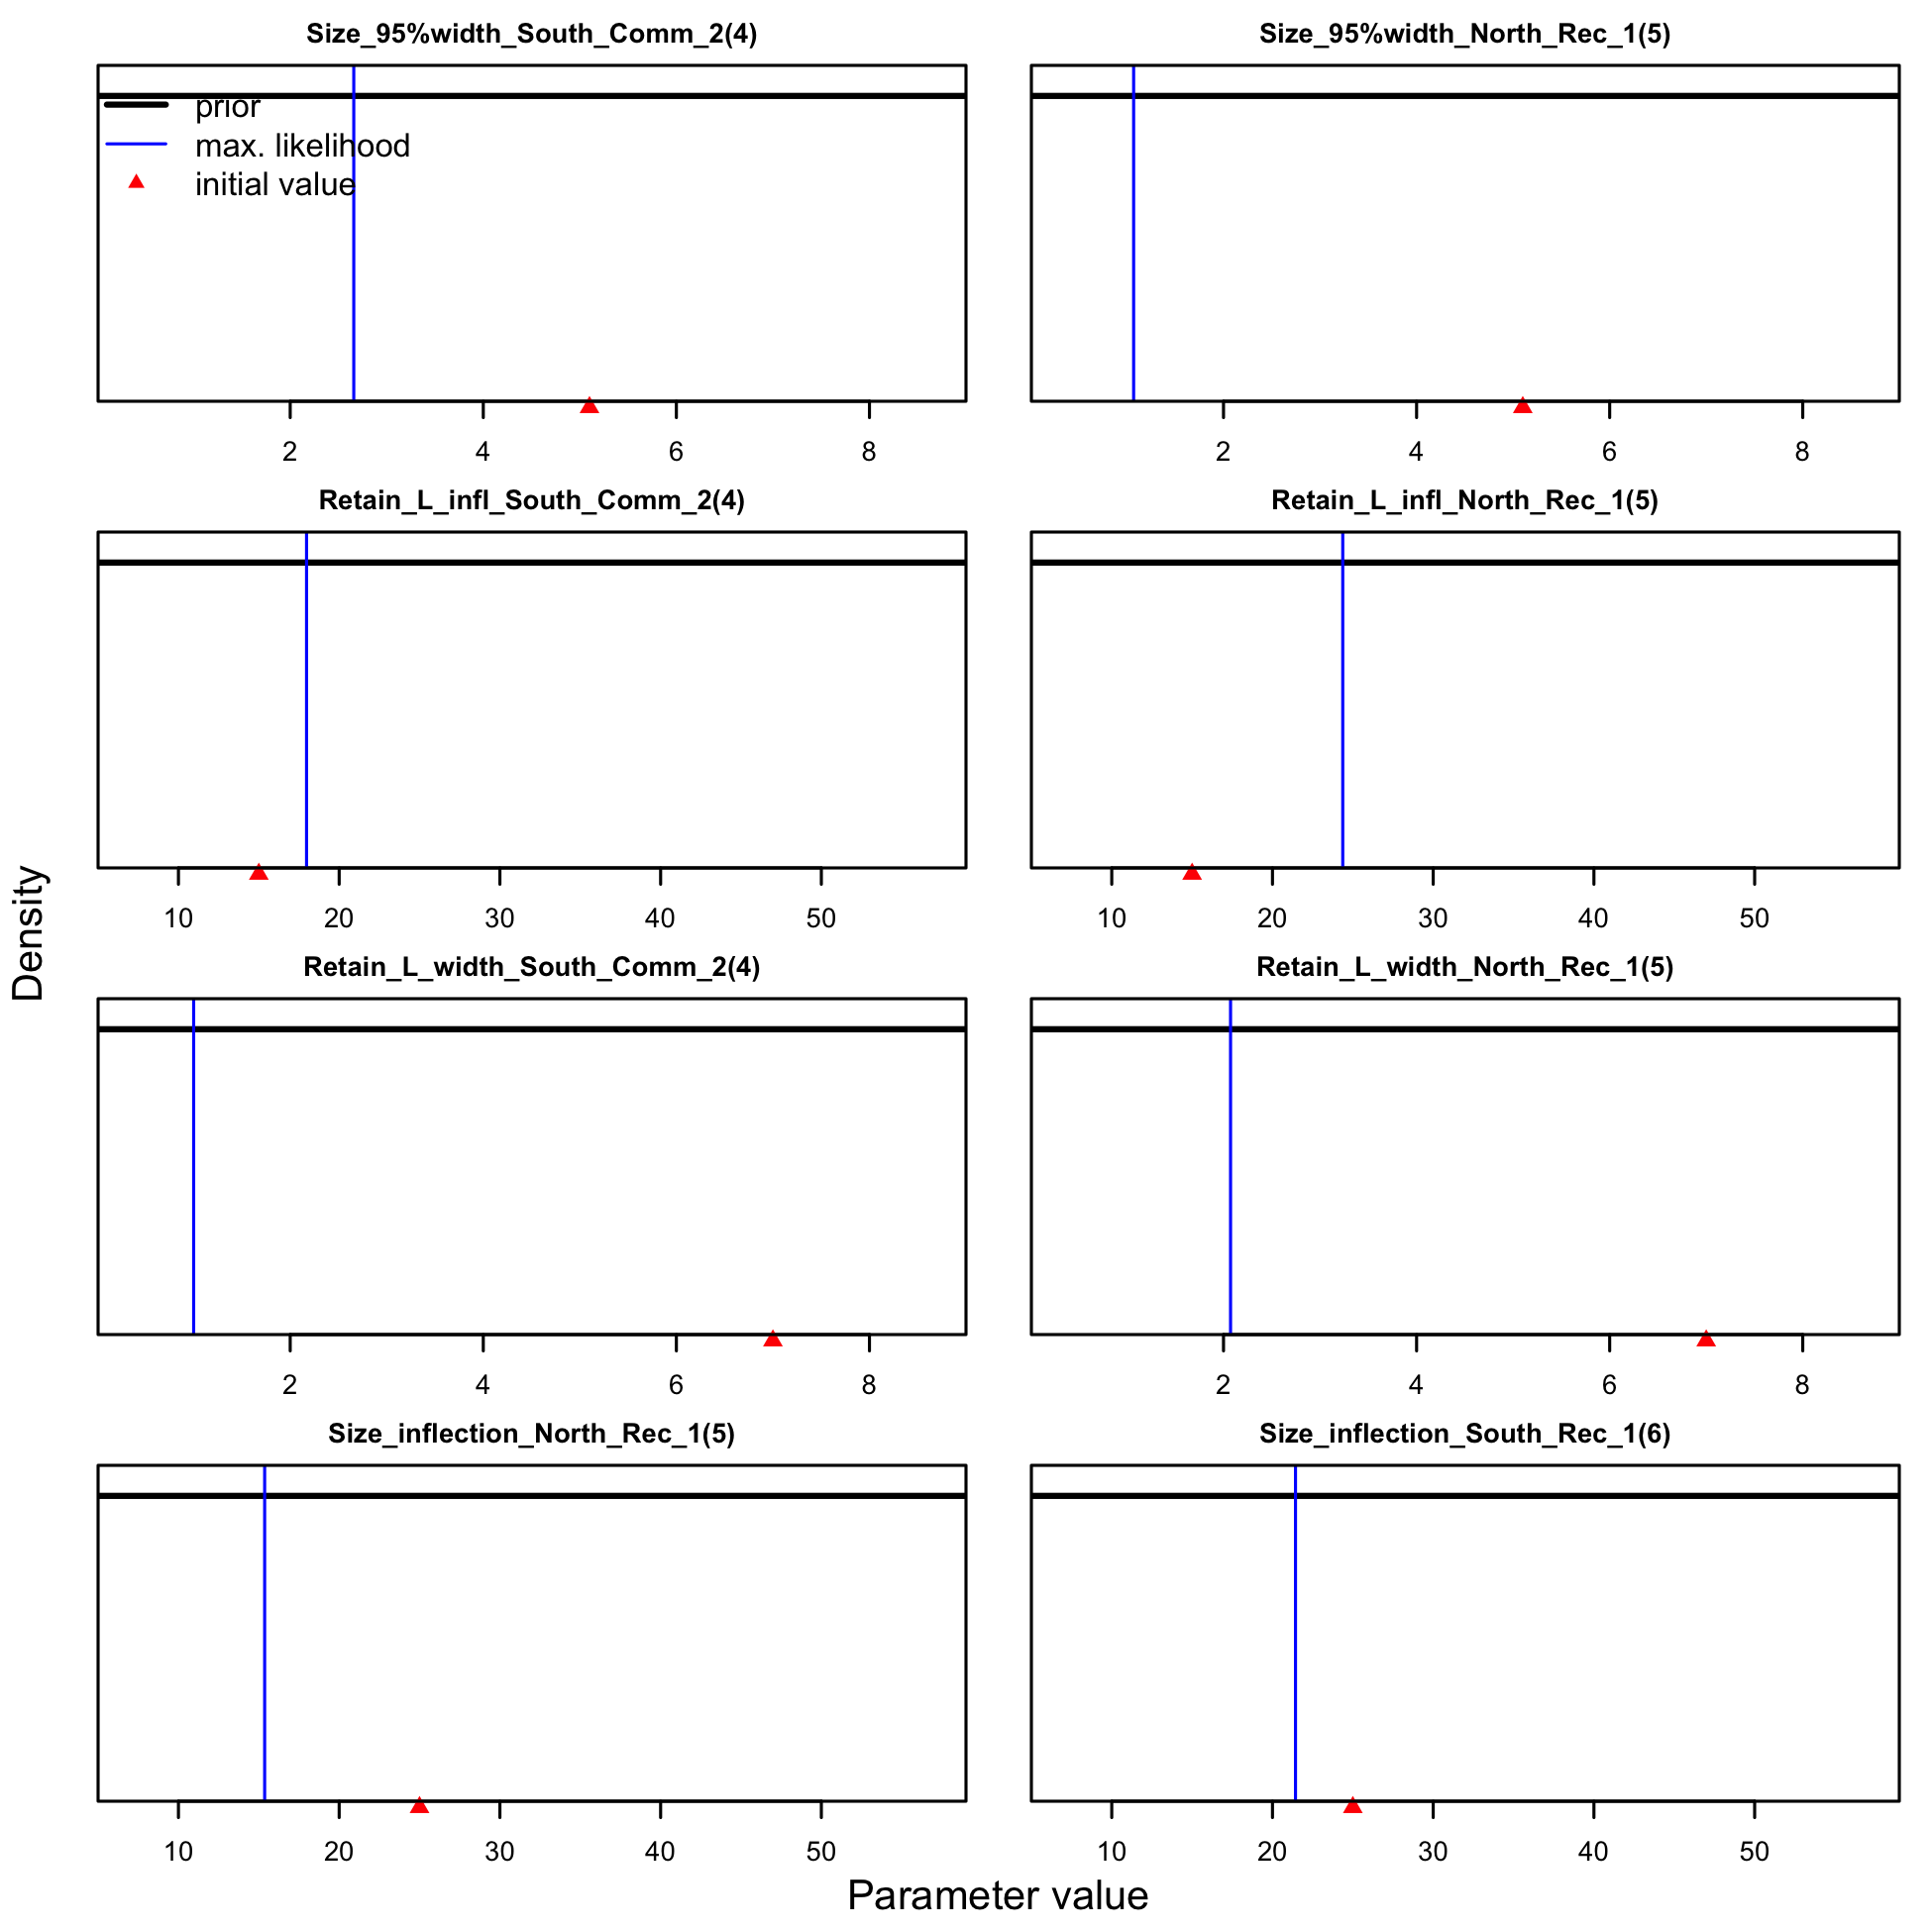 Size_95%width_South_Comm_2(4)
Size_95%width_North_Rec_1(5)
prior
max. likelihood
initial value
2 4 6 8
2 4 6 8
Retain_L_infl_South_Comm_2(4)
Retain_L_infl_North_Rec_1(5)
10 20 30 40 50
10 20 30 40 50
Density
Retain_L_width_South_Comm_2(4)
Retain_L_width_North_Rec_1(5)
2 4 6 8
2 4 6 8
Size_inflection_North_Rec_1(5)
Size_inflection_South_Rec_1(6)
10 20 30 40 50
10 20 30 40 50
Parameter value